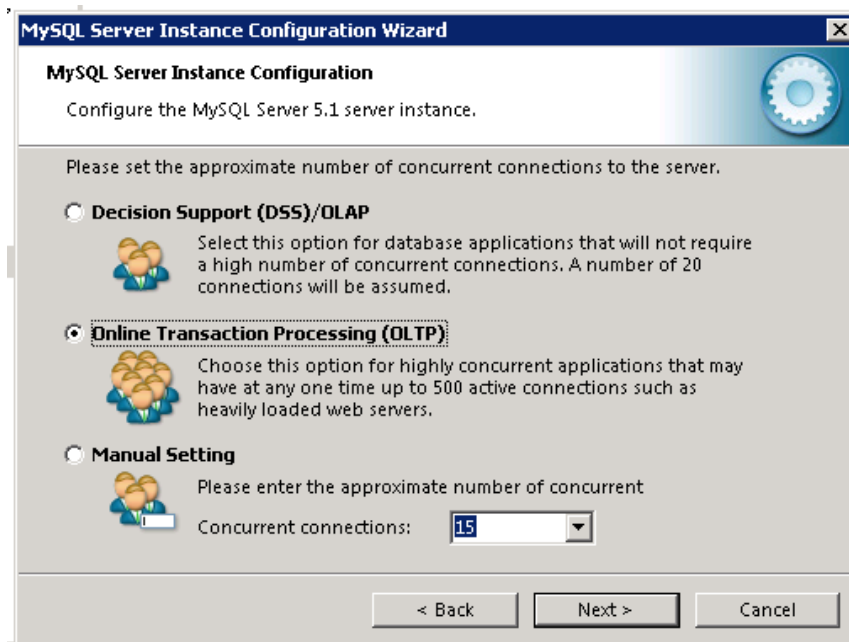 MySQL Server Instance Configuration Wizard
MySQL Server Instance Configuration
Configure the MySQL Server 5.1 server instance.
Please set the approximate number of concurrent connections to the server.
Decision Support (DSS)/OLAP
Select this option for database applications that will not require
a high number of concurrent connections. A number of 20
connections will be assumed.
Online Transaction Processing (OLTP)
Choose this option for highly concurrent applications that may
have at any one time up to 500 active connections such as
heavily loaded web servers.
Manual Setting
Please enter the approximate number of concurrent
Concurrent connections: 15
< Back Next > Cancel